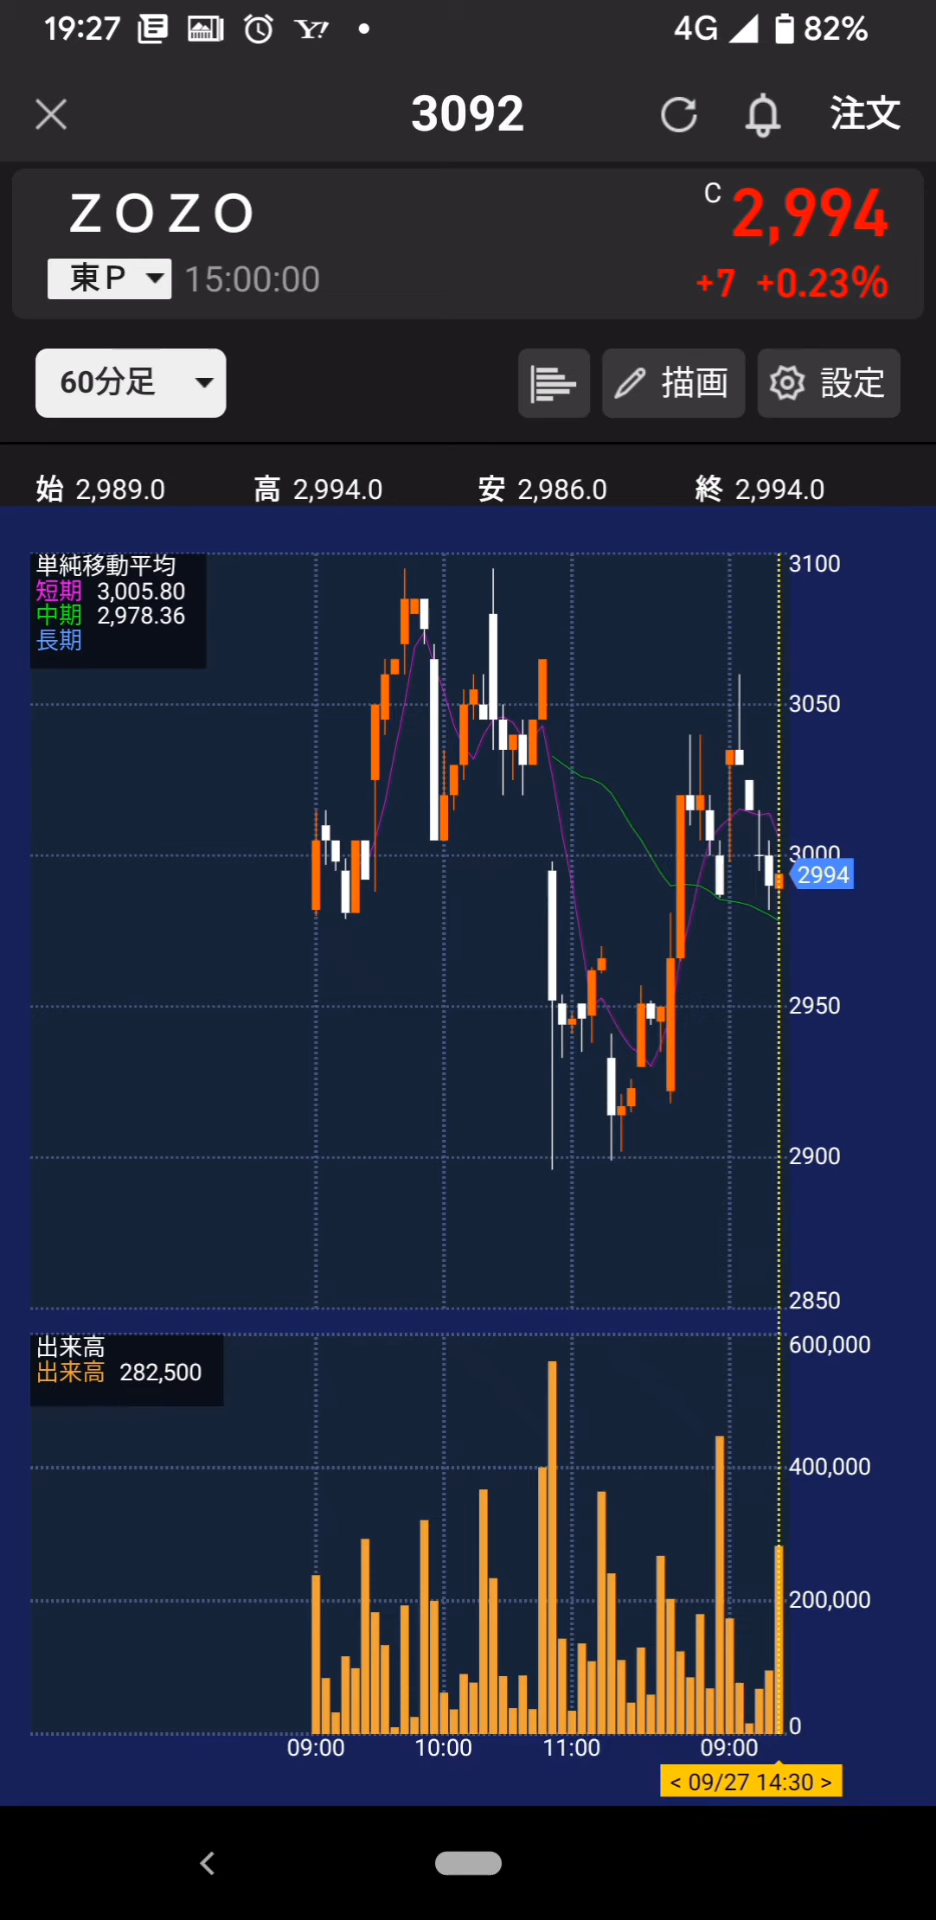 19:27 Y! 4G 82%
3092 注文
ZOZO C 2,994
東P 15:00:00 +7 +0.23%
60分足 描画 設定
始 2,989.0 高 2,994.0 安 2,986.0 終 2,994.0
単純移動平均
短期 3,005.80
中期 2,978.36
長期
3100
3050
3000
2994
2950
2900
2850
出来高
出来高 282,500
600,000
400,000
200,000
0
09:00 10:00 11:00 09:00
< 09/27 14:30 >